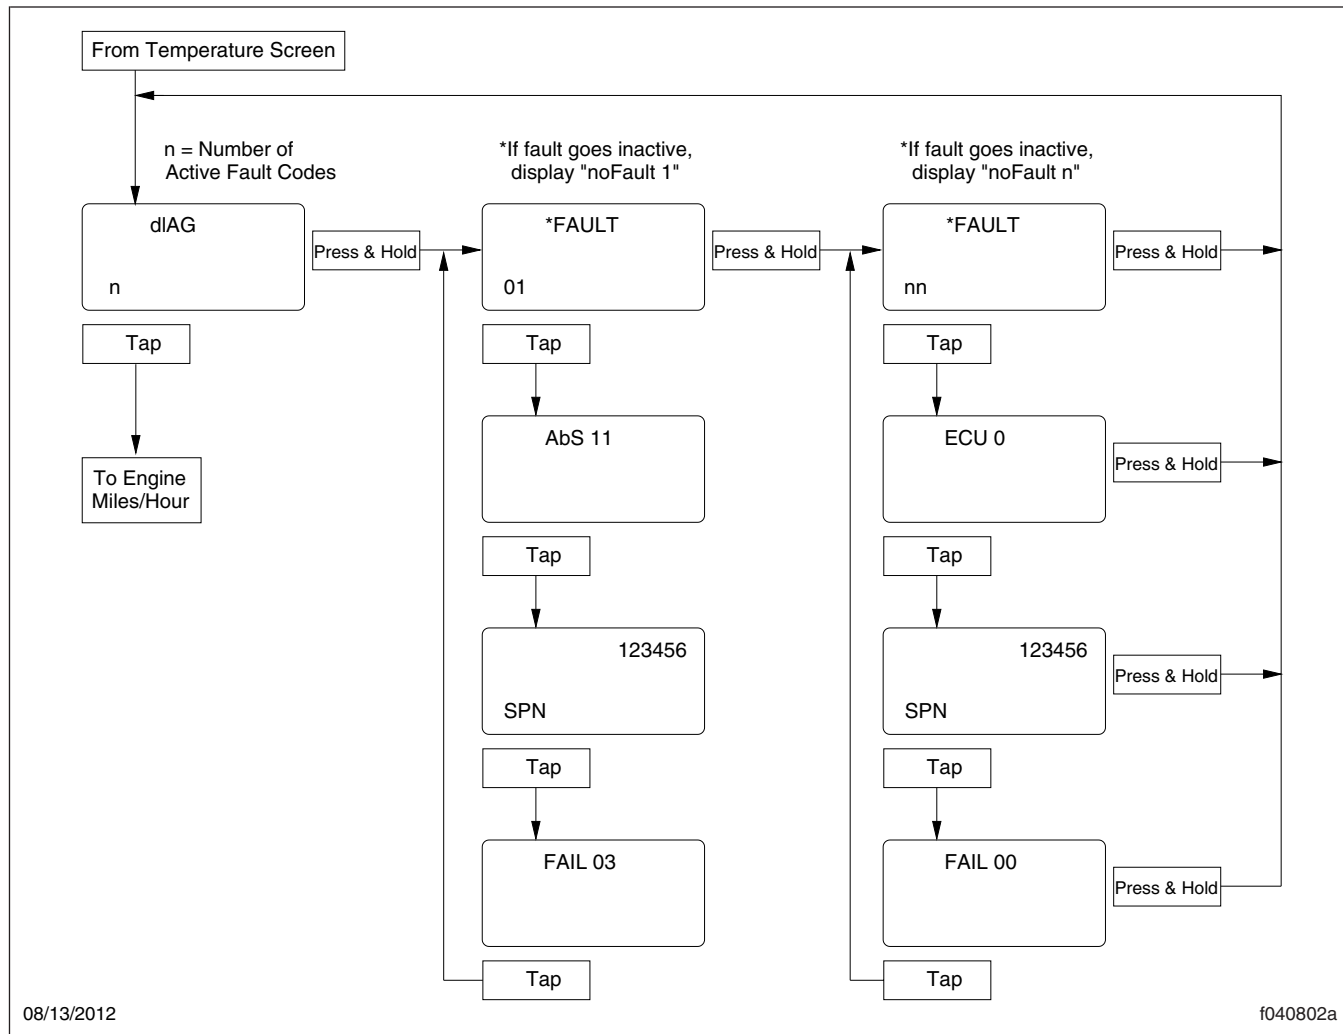 From Temperature Screen
n = Number of
Active Fault Codes
*If fault goes inactive,
display "noFault 1"
*If fault goes inactive,
display "noFault n"
dIAG
n
Press & Hold
*FAULT
01
Press & Hold
*FAULT
nn
Press & Hold
Tap
Tap
Tap
To Engine
Miles/Hour
AbS 11
ECU 0
Press & Hold
Tap
Tap
123456
SPN
123456
SPN
Press & Hold
Tap
Tap
FAIL 03
FAIL 00
Press & Hold
Tap
Tap
08/13/2012
f040802a